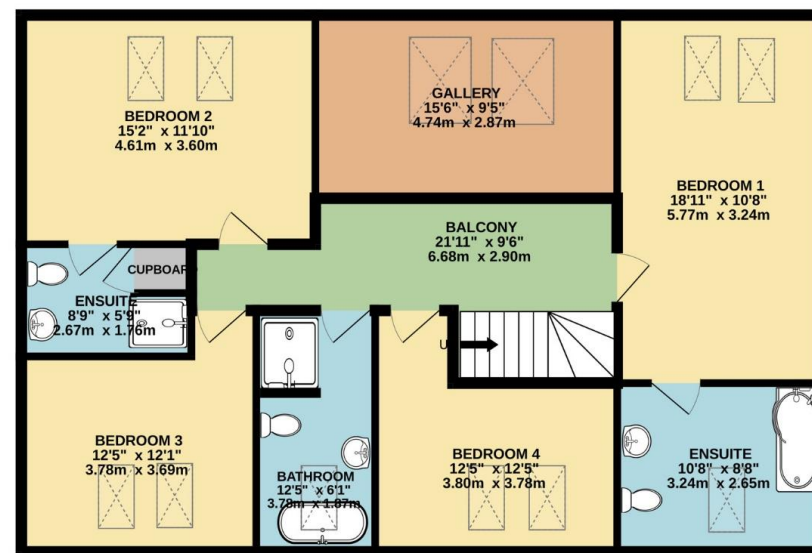 BEDROOM 2
15'2" x 11'10"
4.61m x 3.60m
GALLERY
15'6" x 9'5"
4.74m x 2.87m
BEDROOM 1
18'11" x 10'8"
5.77m x 3.24m
BALCONY
21'11" x 9'6"
6.68m x 2.90m
CUPBOAR
ENSUITE
8'9" x 5'9"
2.67m x 1.76m
U
BEDROOM 3
12'5" x 12'1"
3.78m x 3.69m
BATHROOM
12'5" x 6'1"
3.78m x 1.87m
BEDROOM 4
12'5" x 12'5"
3.80m x 3.78m
ENSUITE
10'8" x 8'8"
3.24m x 2.65m